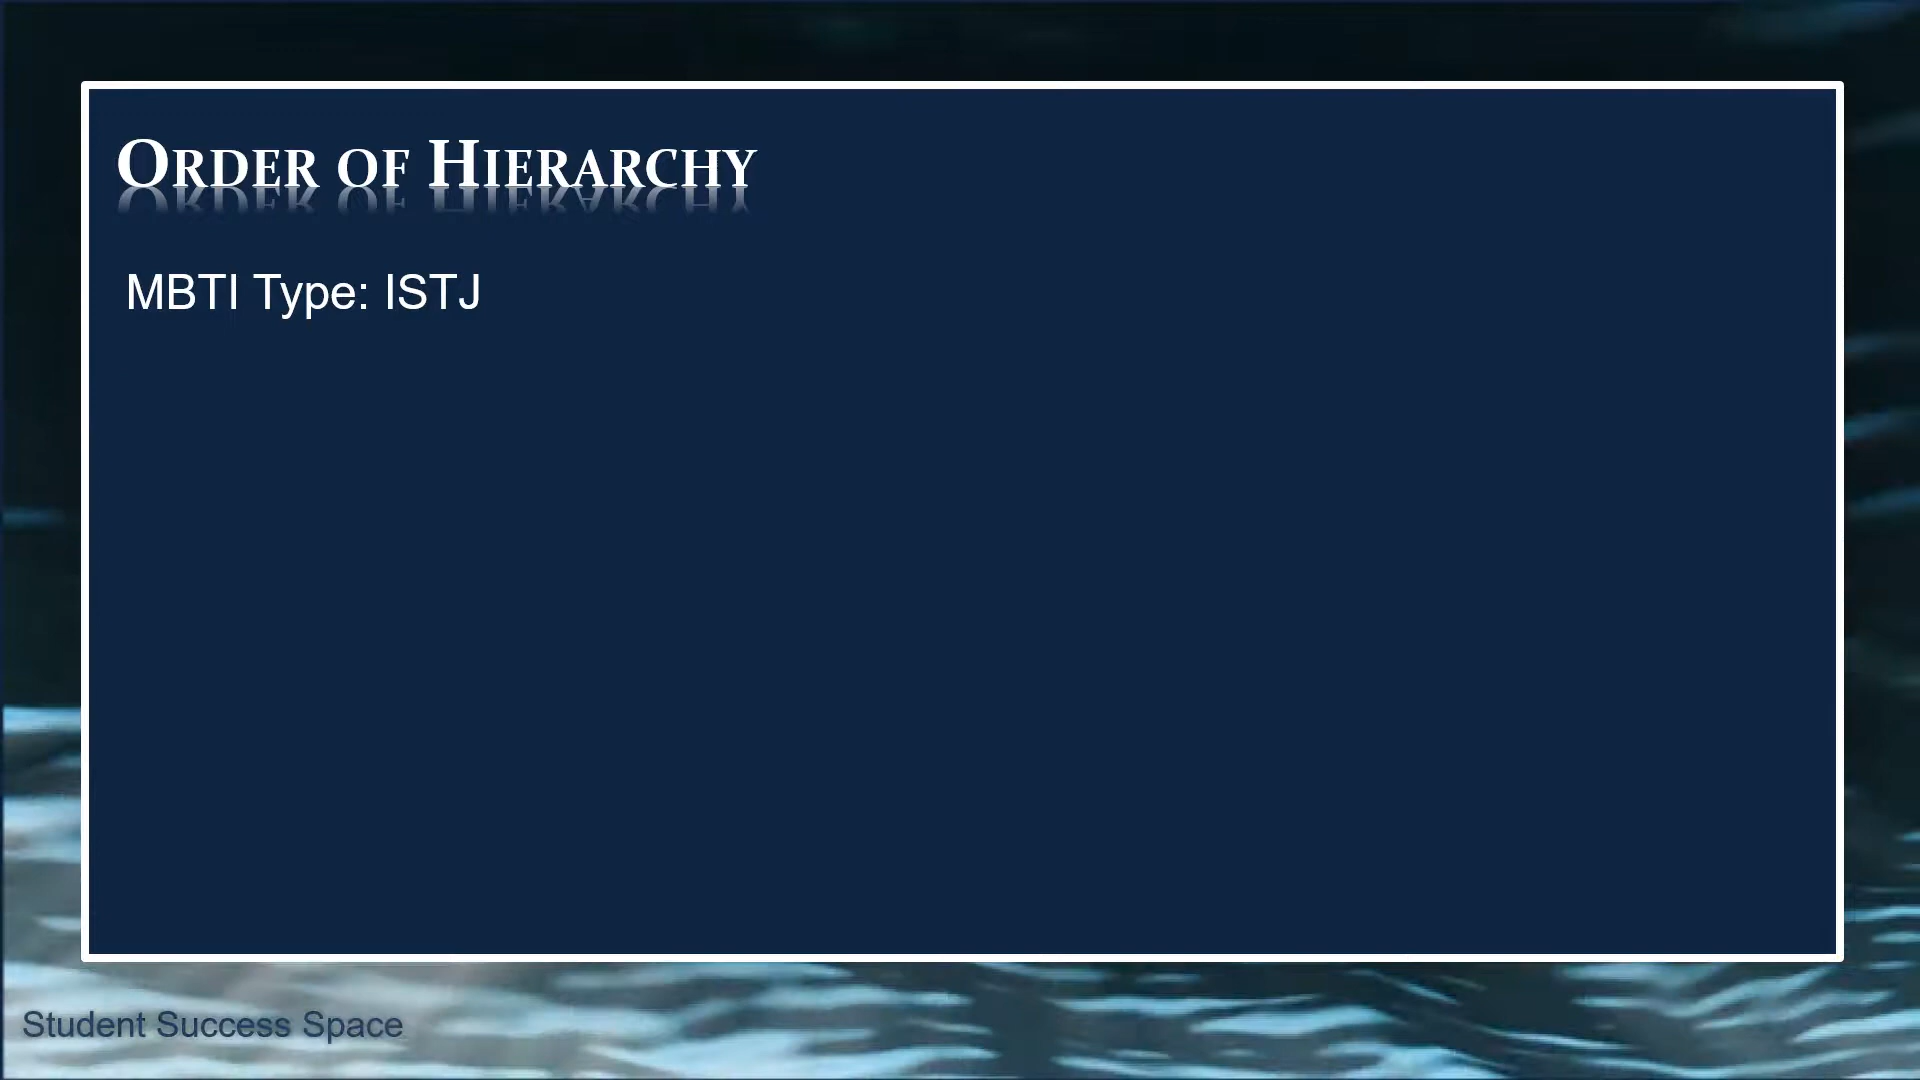 Order of Hierarchy
MBTI Type: ISTJ
Student Success Space